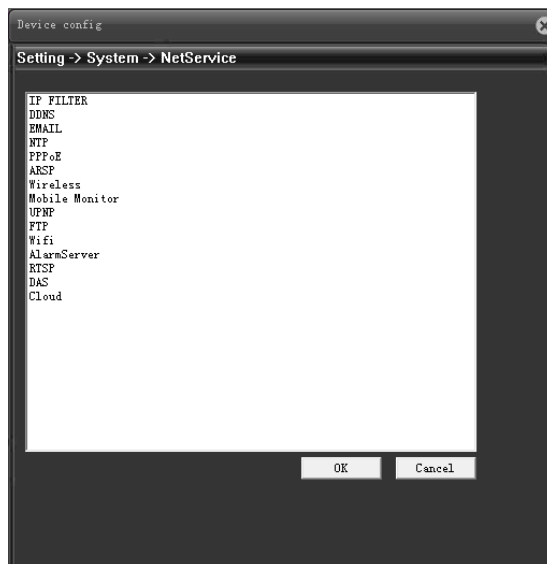 Device config
Setting -> System -> NetService
IP FILTER
DDNS
EMAIL
NTP
PPPoE
ARSP
Wireless
Mobile Monitor
UPNP
FTP
Wifi
AlarmServer
RTSP
DAS
Cloud
OK Cancel